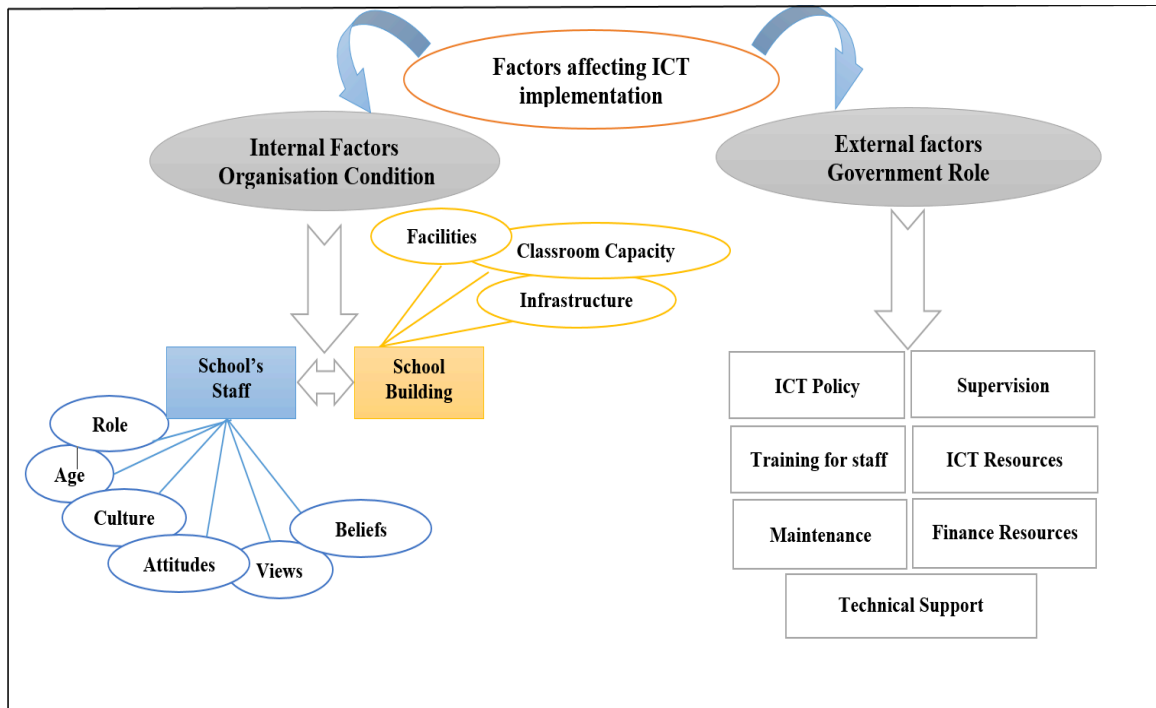 Factors affecting ICT
implementation
Internal Factors
Organisation Condition
External factors
Government Role
Facilities
Classroom Capacity
Infrastructure
School’s
Staff
School
Building
Role
Age
Culture
Attitudes
Views
Beliefs
ICT Policy
Supervision
Training for staff
ICT Resources
Maintenance
Finance Resources
Technical Support